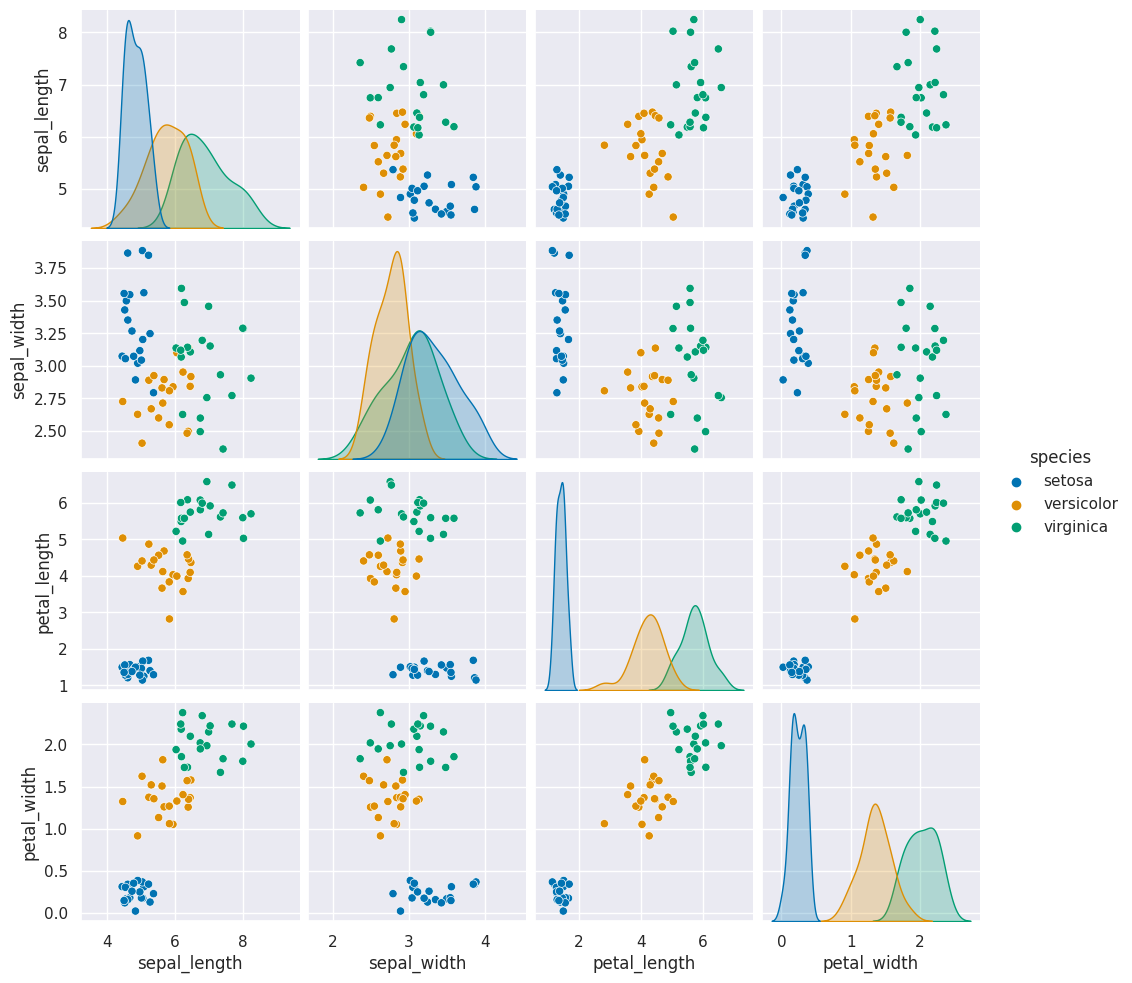 sepal_length
8
7
6
5
sepal_width
3.75
3.50
3.25
3.00
2.75
2.50
petal_length
6
5
4
3
2
1
petal_width
2.0
1.5
1.0
0.5
0.0
4 6 8
sepal_length
2 3 4
sepal_width
2 4 6
petal_length
0 1 2
petal_width
species
setosa
versicolor
virginica